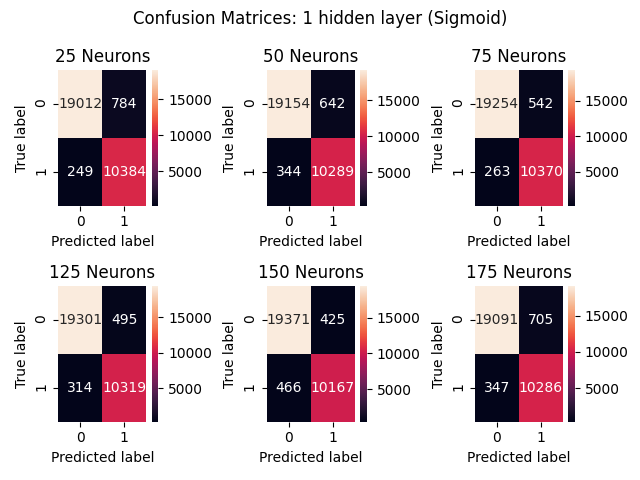 Confusion Matrices: 1 hidden layer (Sigmoid)
25 Neurons
True label
0
1
19012 784
249 10384
0 1
Predicted label
15000
10000
5000
50 Neurons
True label
0
1
19154 642
344 10289
0 1
Predicted label
15000
10000
5000
75 Neurons
True label
0
1
19254 542
263 10370
0 1
Predicted label
15000
10000
5000
125 Neurons
True label
0
1
19301 495
314 10319
0 1
Predicted label
15000
10000
5000
150 Neurons
True label
0
1
19371 425
466 10167
0 1
Predicted label
15000
10000
5000
175 Neurons
True label
0
1
19091 705
347 10286
0 1
Predicted label
15000
10000
5000